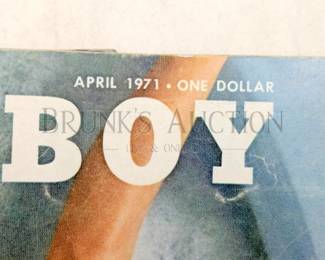 APRIL 1971 • ONE DOLLAR
BOY
BRUNK'S AUCTION